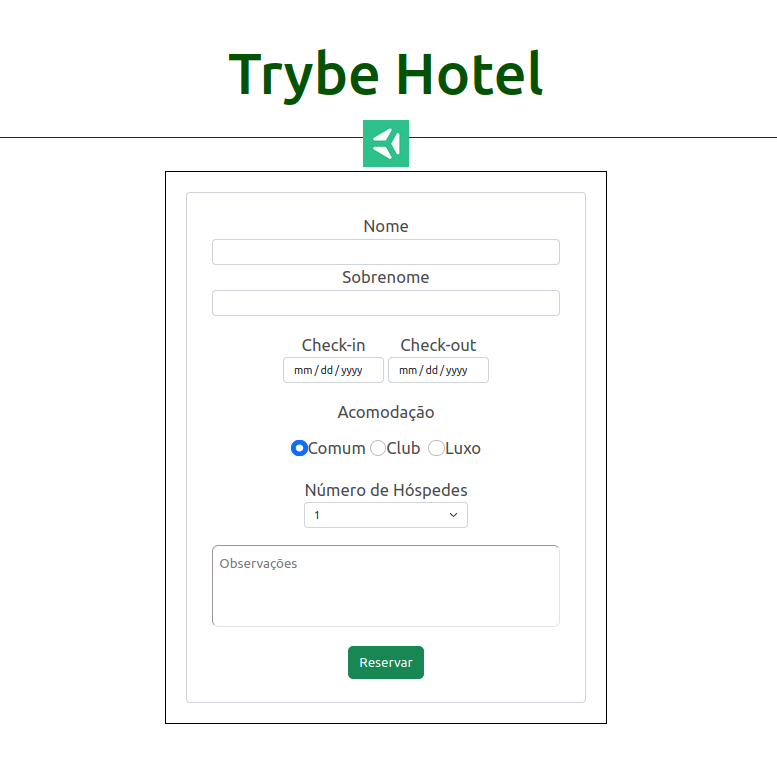 Trybe Hotel
Nome
Sobrenome
Check-in Check-out
mm/dd/yyyy mm/dd/yyyy
Acomodação
Comum Club Luxo
Número de Hóspedes
1
Observações
Reservar